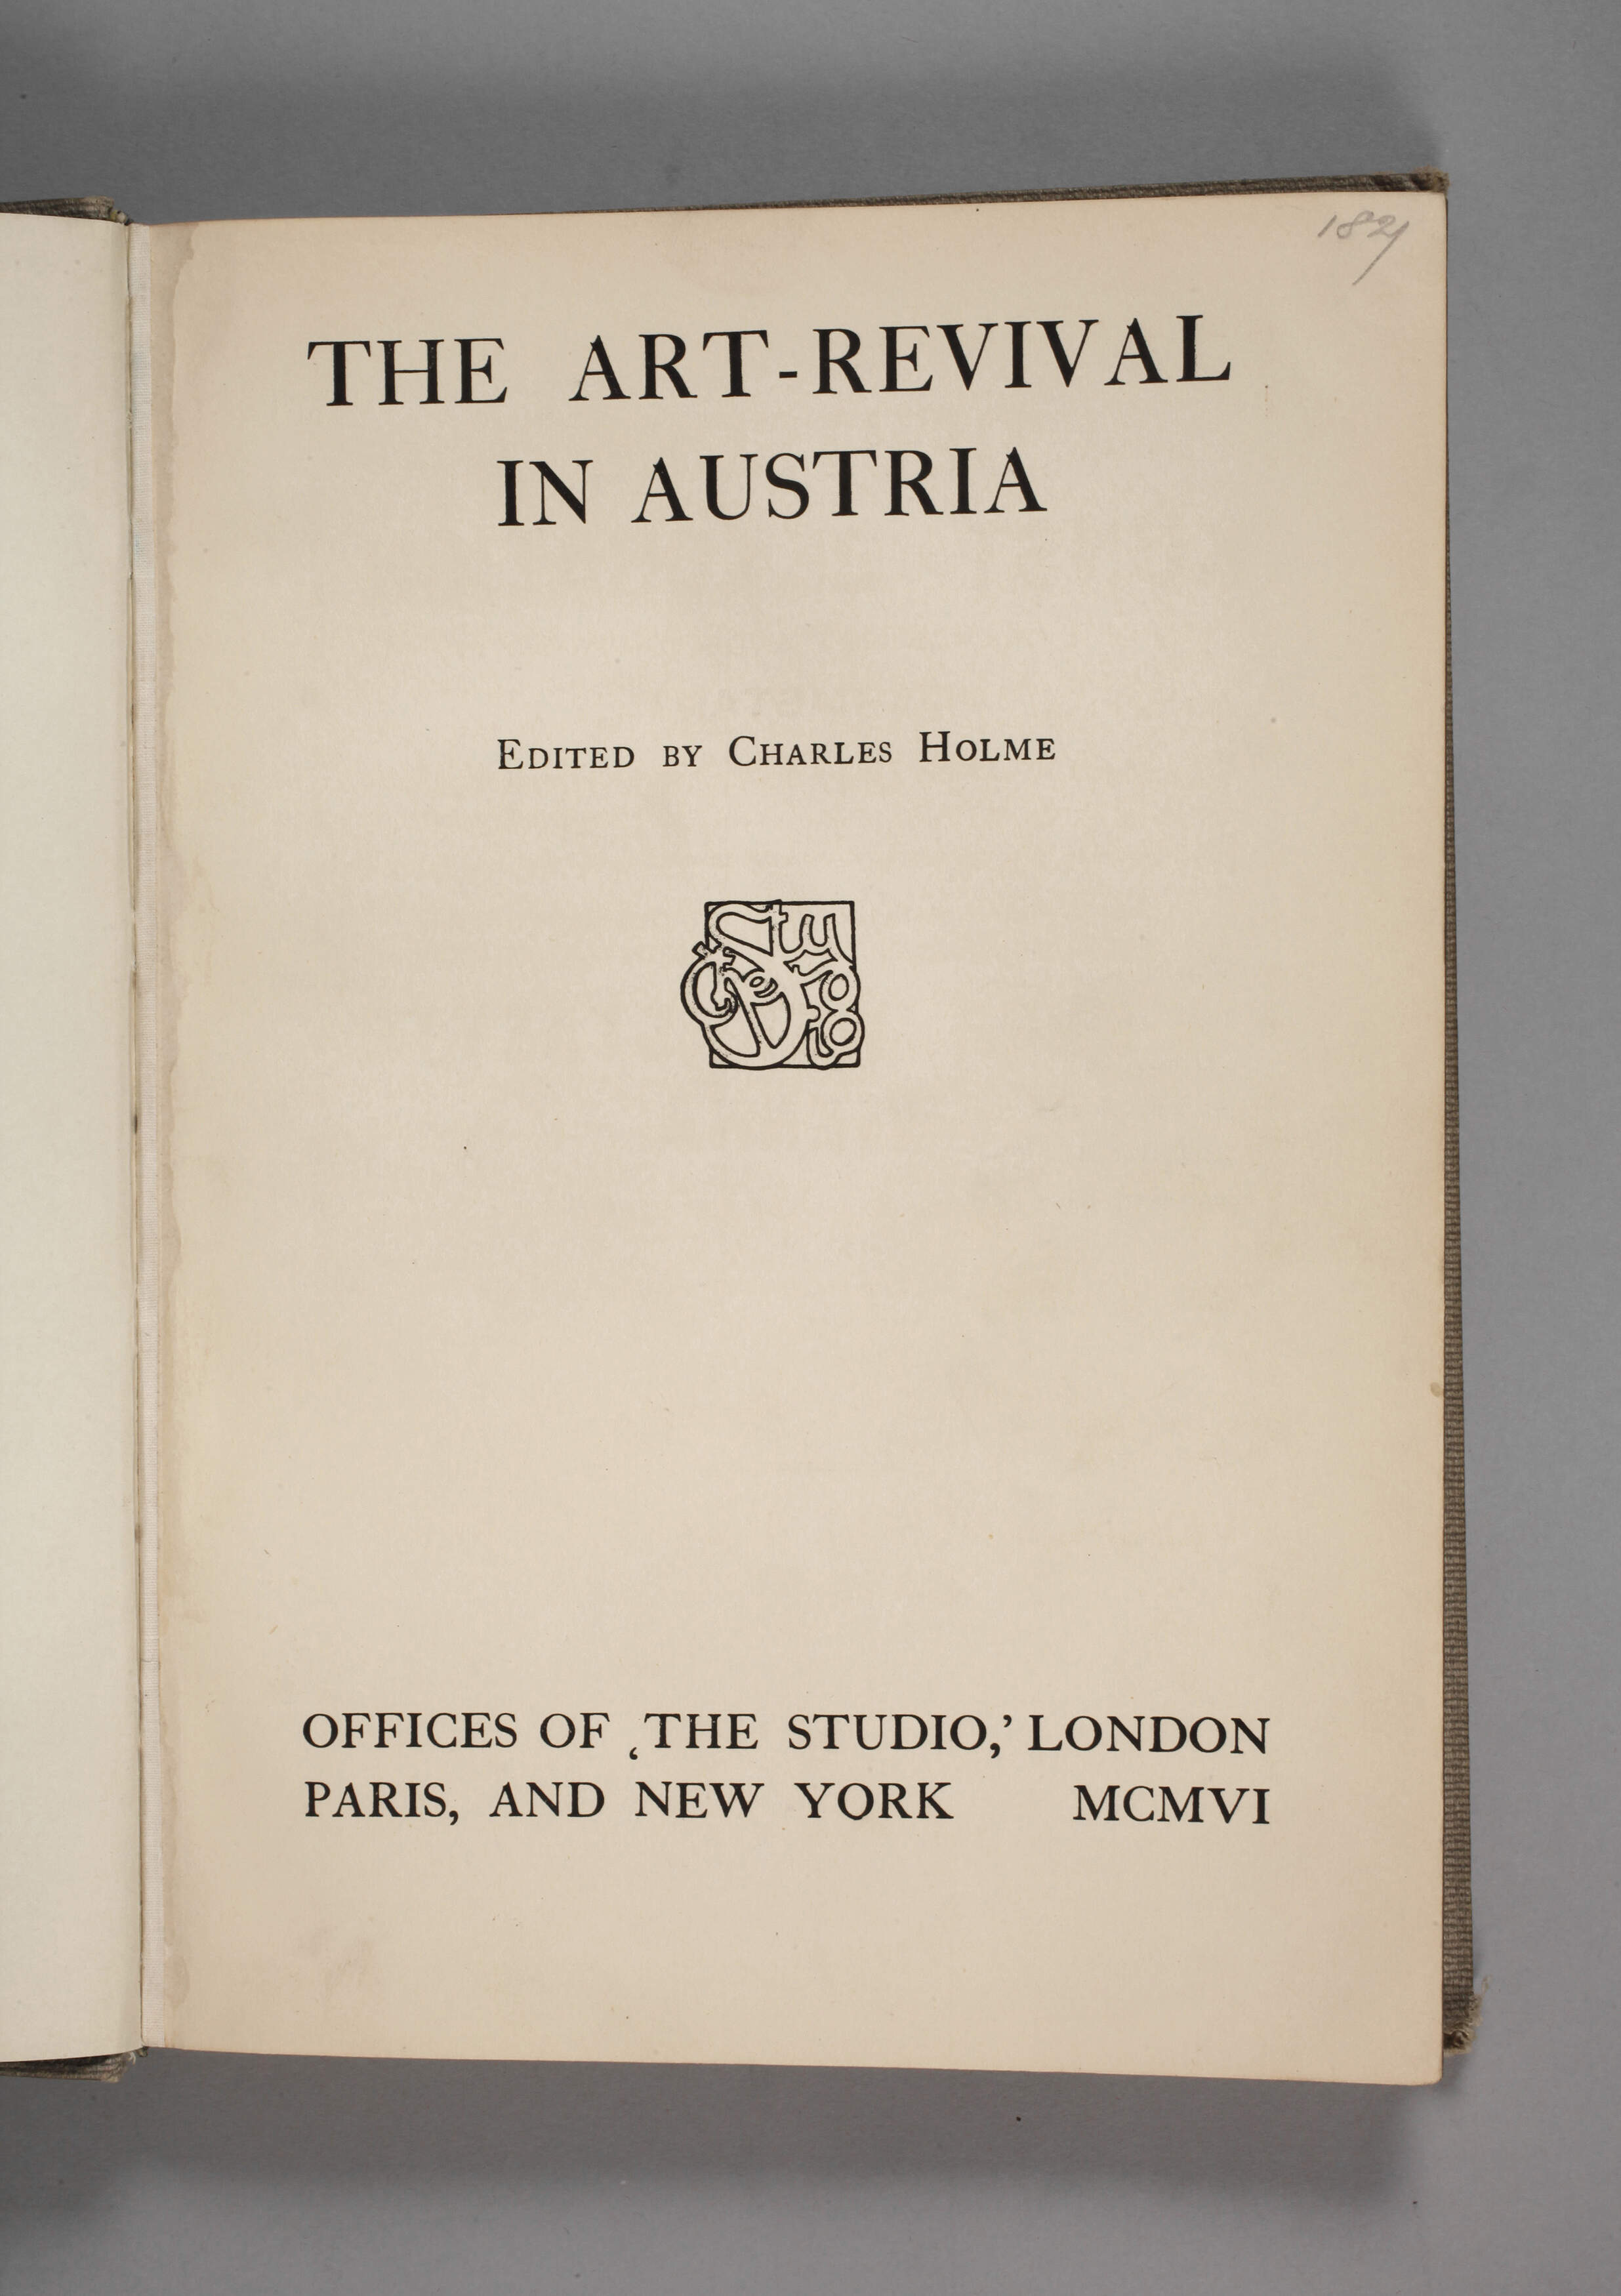 182/
THE ART-REVIVAL
IN AUSTRIA
EDITED BY CHARLES HOLME
OFFICES OF ‚THE STUDIO,’ LONDON
PARIS, AND NEW YORK MCMVI